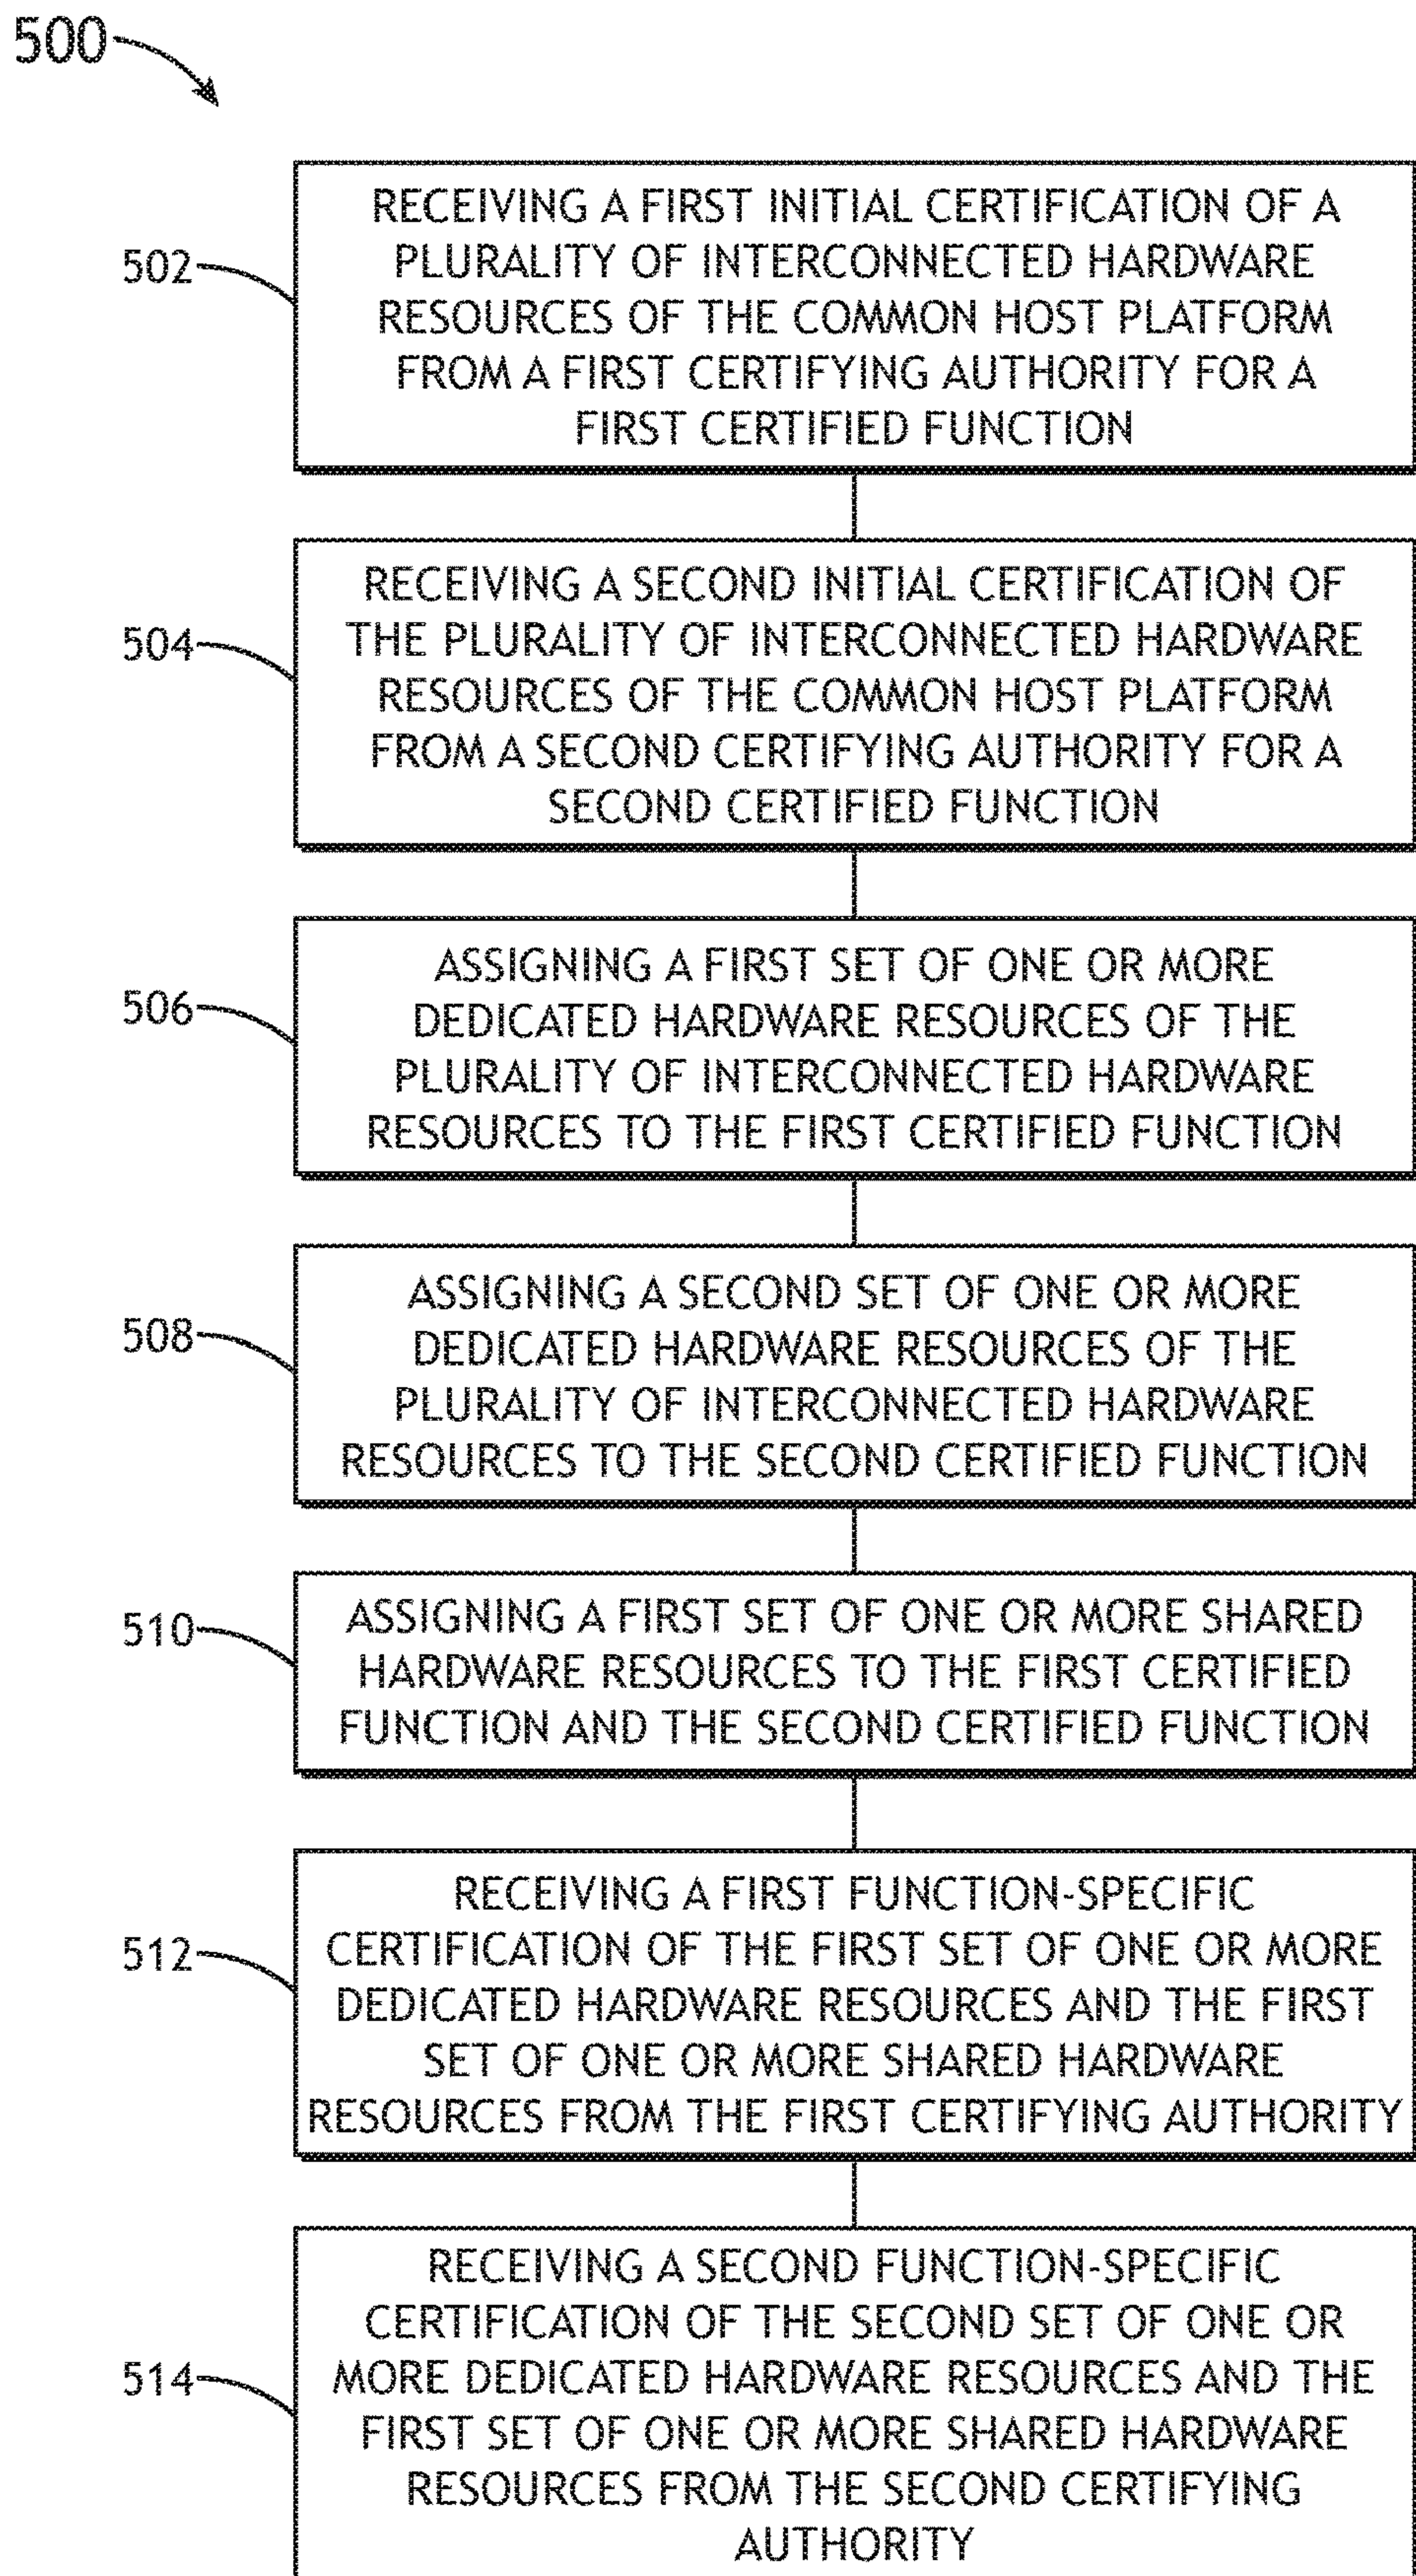 500
502
RECEIVING A FIRST INITIAL CERTIFICATION OF A
PLURALITY OF INTERCONNECTED HARDWARE
RESOURCES OF THE COMMON HOST PLATFORM
FROM A FIRST CERTIFYING AUTHORITY FOR A
FIRST CERTIFIED FUNCTION
504
RECEIVING A SECOND INITIAL CERTIFICATION OF
THE PLURALITY OF INTERCONNECTED HARDWARE
RESOURCES OF THE COMMON HOST PLATFORM
FROM A SECOND CERTIFYING AUTHORITY FOR A
SECOND CERTIFIED FUNCTION
506
ASSIGNING A FIRST SET OF ONE OR MORE
DEDICATED HARDWARE RESOURCES OF THE
PLURALITY OF INTERCONNECTED HARDWARE
RESOURCES TO THE FIRST CERTIFIED FUNCTION
508
ASSIGNING A SECOND SET OF ONE OR MORE
DEDICATED HARDWARE RESOURCES OF THE
PLURALITY OF INTERCONNECTED HARDWARE
RESOURCES TO THE SECOND CERTIFIED FUNCTION
510
ASSIGNING A FIRST SET OF ONE OR MORE SHARED
HARDWARE RESOURCES TO THE FIRST CERTIFIED
FUNCTION AND THE SECOND CERTIFIED FUNCTION
512
RECEIVING A FIRST FUNCTION-SPECIFIC
CERTIFICATION OF THE FIRST SET OF ONE OR MORE
DEDICATED HARDWARE RESOURCES AND THE FIRST
SET OF ONE OR MORE SHARED HARDWARE
RESOURCES FROM THE FIRST CERTIFYING AUTHORITY
514
RECEIVING A SECOND FUNCTION-SPECIFIC
CERTIFICATION OF THE SECOND SET OF ONE OR
MORE DEDICATED HARDWARE RESOURCES AND THE
FIRST SET OF ONE OR MORE SHARED HARDWARE
RESOURCES FROM THE SECOND CERTIFYING
AUTHORITY